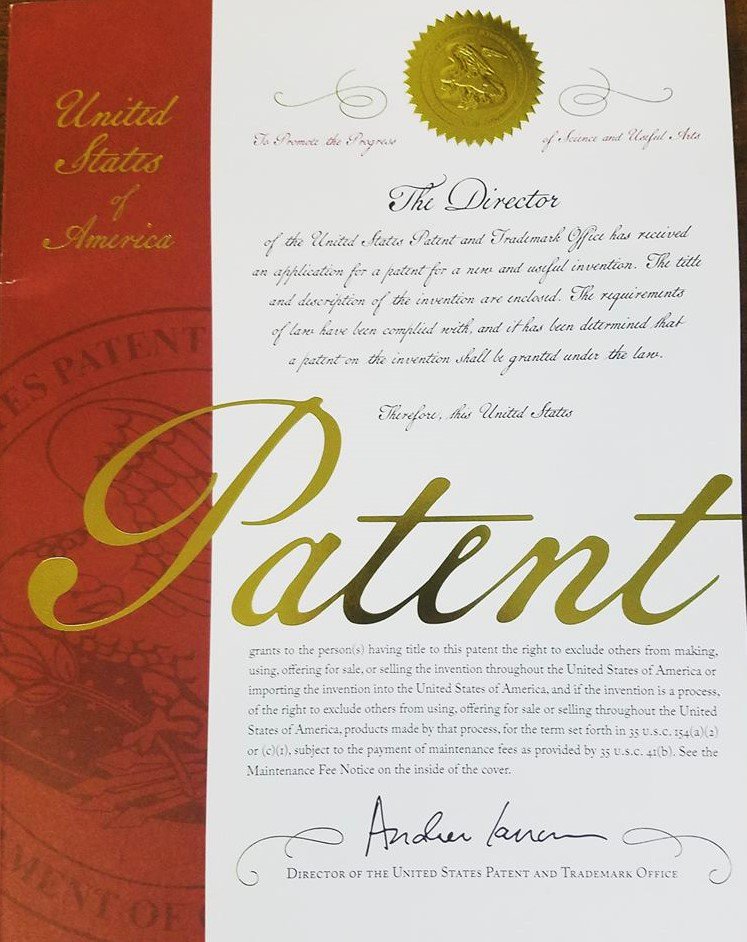 United
States
of
America
To Promote the Progress
of Science and Useful Arts
The Director
of the United States Patent and Trademark Office has received
an application for a patent for a new and useful invention. The title
and description of the invention are enclosed. The requirements
of law have been complied with, and it has been determined that
a patent on the invention shall be granted under the law.
Therefore, this United States
ES PATENT
Patent
grants to the person(s) having title to this patent the right to exclude others from making,
using, offering for sale, or selling the invention throughout the United States of America or
importing the invention into the United States of America, and if the invention is a process,
of the right to exclude others from using, offering for sale or selling throughout the United
States of America, products made by that process, for the term set forth in 35 U.S.C. 154(a)(2)
or (c)(1), subject to the payment of maintenance fees as provided by 35 U.S.C. 41(b). See the
Maintenance Fee Notice on the inside of the cover.
Andrei Iancu
DIRECTOR OF THE UNITED STATES PATENT AND TRADEMARK OFFICE
MENT OF